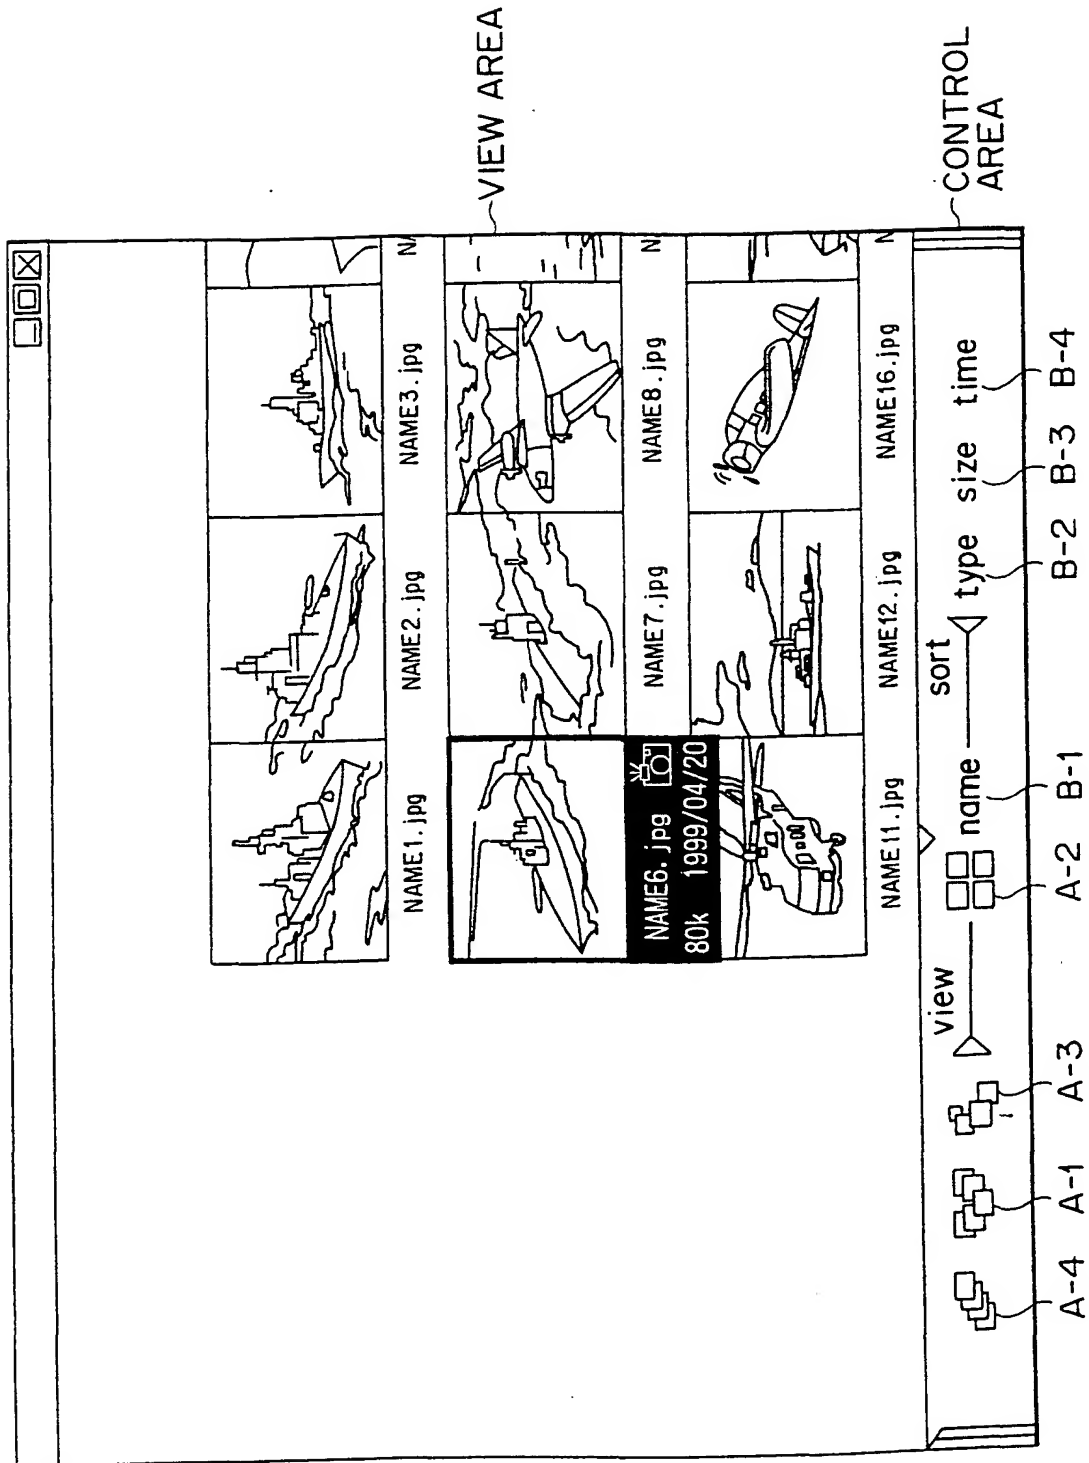 VIEW AREA
NAME1.jpg
NAME2.jpg
NAME3.jpg
NA
NAME6.jpg
80k 1999/04/20
NAME7.jpg
NAME8.jpg
N
NAME11.jpg
NAME12.jpg
NAME16.jpg
N
view
sort
name
type
size
time
CONTROL
AREA
A-4
A-1
A-3
A-2
B-1
B-2
B-3
B-4